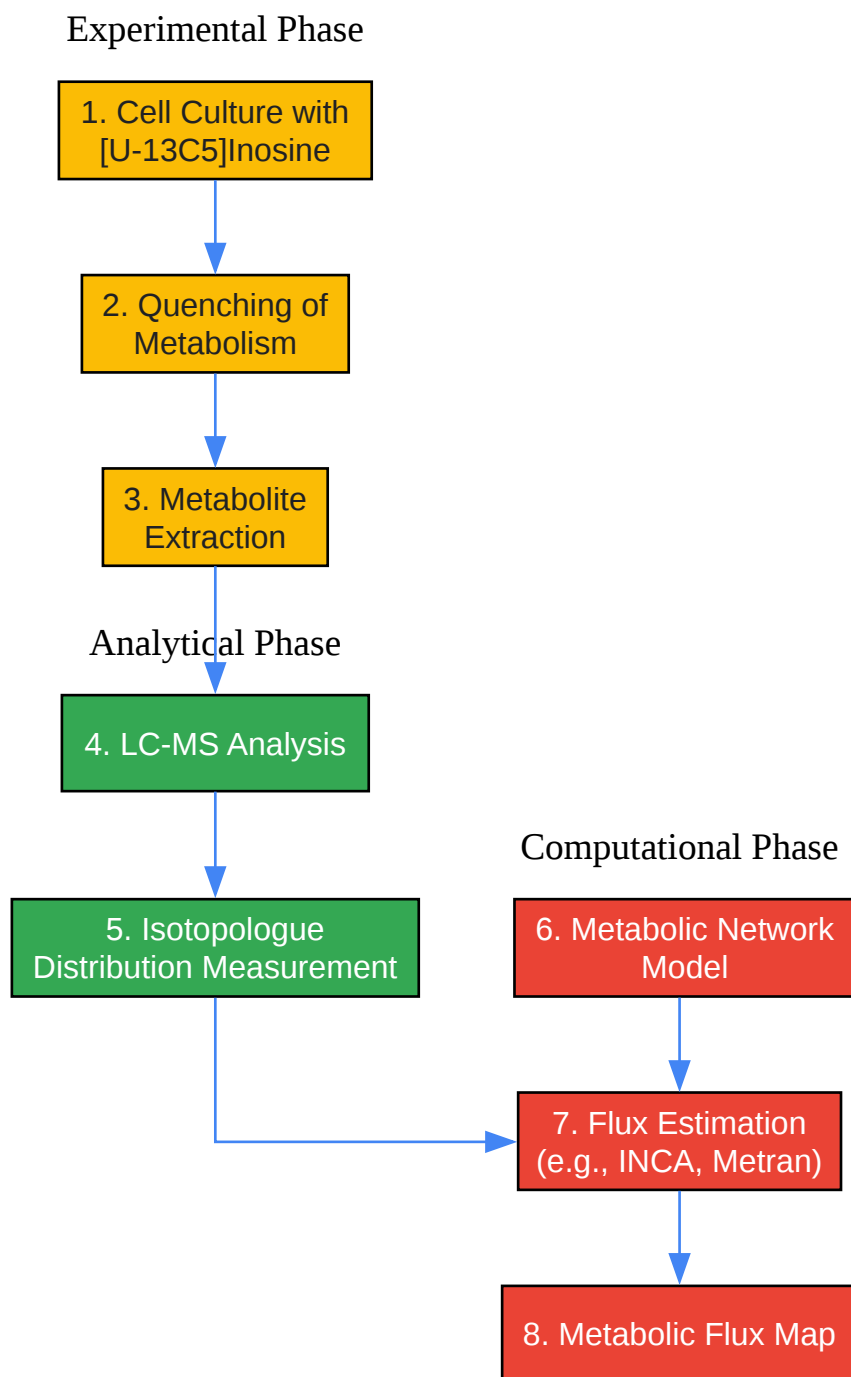 Experimental Phase
1. Cell Culture with
[U-13C5]Inosine
2. Quenching of
Metabolism
3. Metabolite
Extraction
Analytical Phase
4. LC-MS Analysis
5. Isotopologue
Distribution Measurement
Computational Phase
6. Metabolic Network
Model
7. Flux Estimation
(e.g., INCA, Metran)
8. Metabolic Flux Map